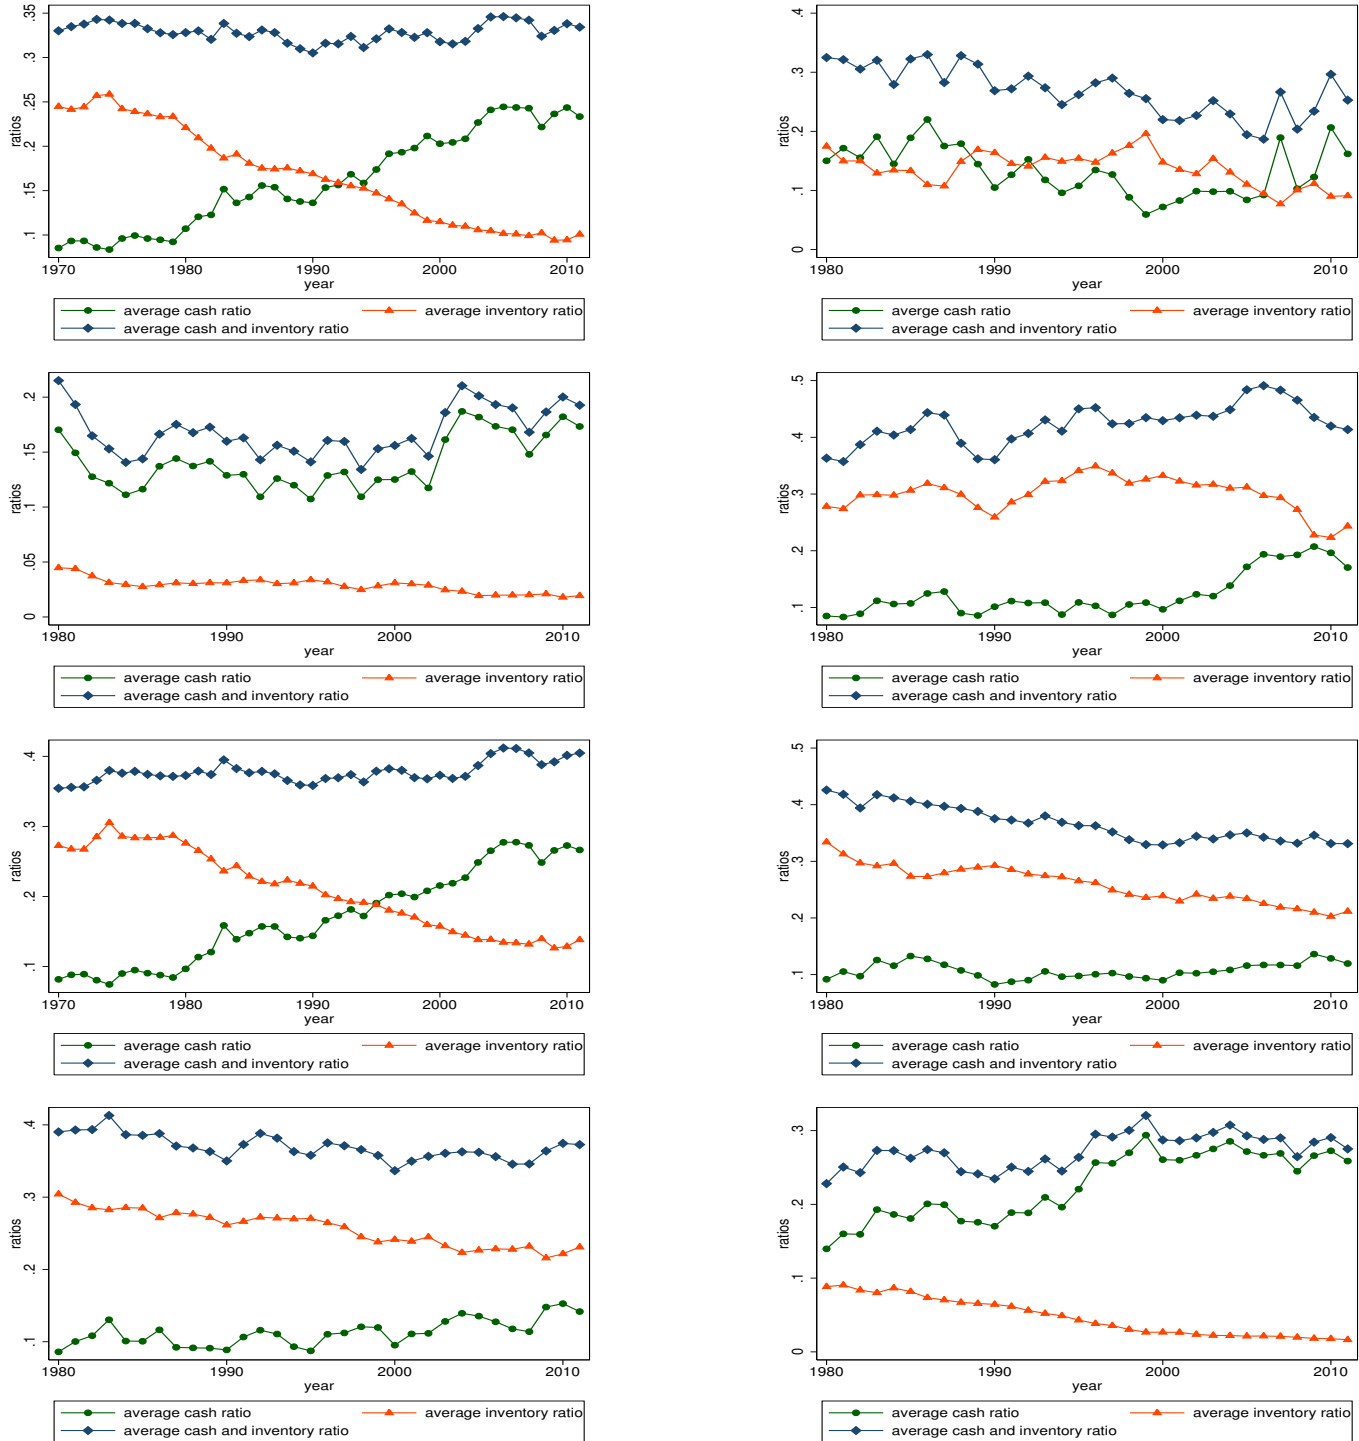 .35
.3
.25
.2
.15
.1
ratios
1970 1980 1990 2000 2010
year
average cash ratio average inventory ratio
average cash and inventory ratio
.4
.3
.2
.1
0
ratios
1980 1990 2000 2010
year
averge cash ratio average inventory ratio
average cash and inventory ratio
.2
.15
.1
.05
0
ratios
1980 1990 2000 2010
year
average cash ratio average inventory ratio
average cash and inventory ratio
.5
.4
.3
.2
.1
ratios
1980 1990 2000 2010
year
average cash ratio average inventory ratio
average cash and inventory ratio
.4
.3
.2
.1
ratios
1970 1980 1990 2000 2010
year
average cash ratio average inventory ratio
average cash and inventory ratio
.5
.4
.3
.2
.1
ratios
1980 1990 2000 2010
year
average cash ratio average inventory ratio
average cash and inventory ratio
.4
.3
.2
.1
ratios
1980 1990 2000 2010
year
average cash ratio average inventory ratio
average cash and inventory ratio
.3
.2
.1
0
ratios
1980 1990 2000 2010
year
average cash ratio average inventory ratio
average cash and inventory ratio